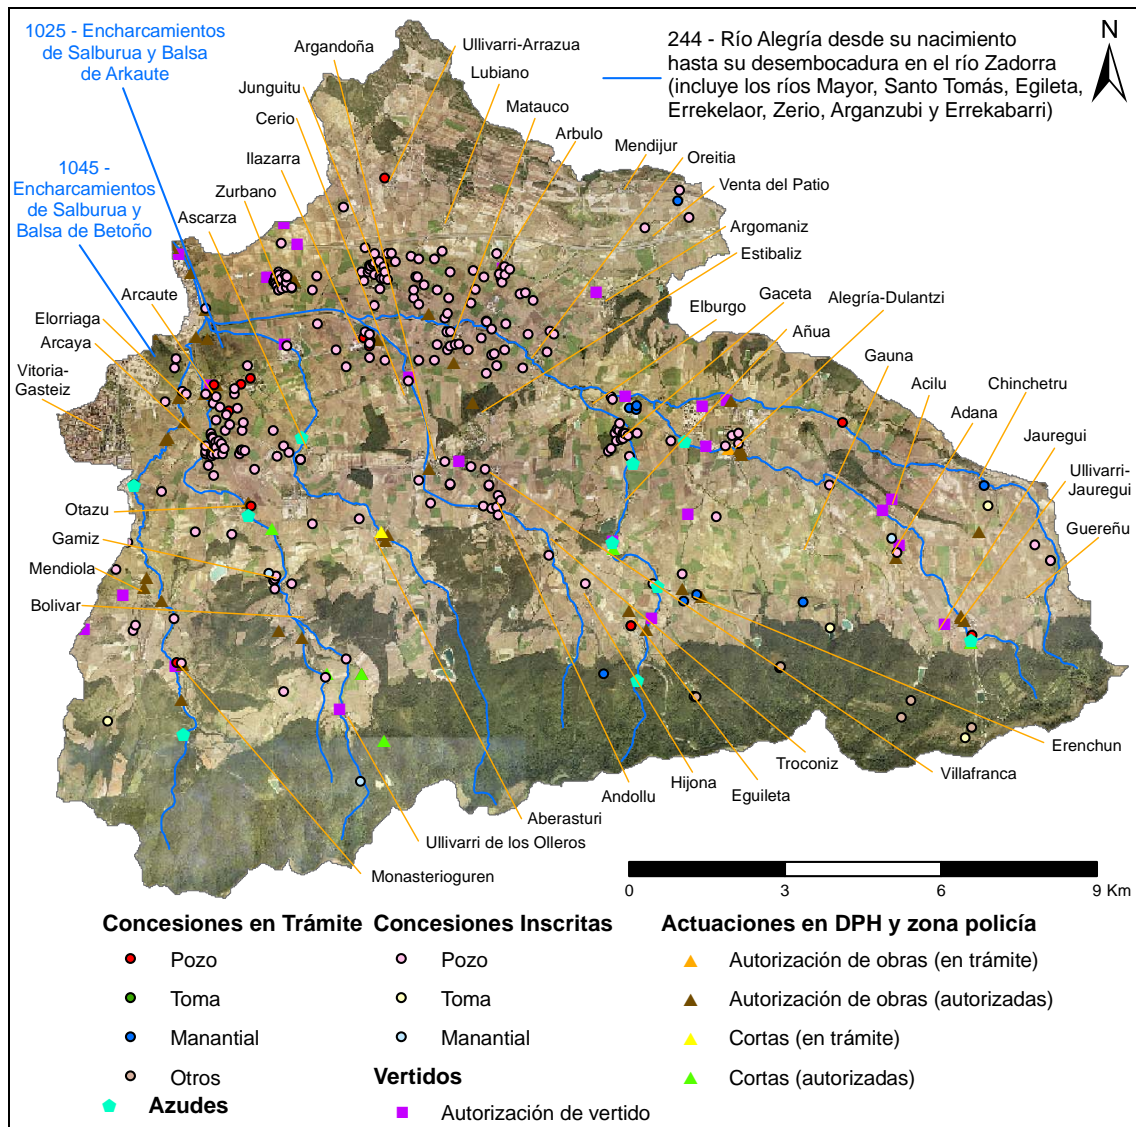 1025 - Encharcamientos
de Salburua y Balsa
de Arkaute
1045 -
Encharcamientos
de Salburua y
Balsa de Betoño
244 - Río Alegría desde su nacimiento
hasta su desembocadura en el río Zadorra
(incluye los ríos Mayor, Santo Tomás, Egileta,
Errekelaor, Zerio, Arganzubi y Errekabarri)
N
Argandoña
Ullivarri-Arrazua
Junguitu
Lubiano
Cerio
Matauco
Ilazarra
Arbulo
Mendijur
Oreitia
Zurbano
Venta del Patio
Ascarza
Argomaniz
Estibaliz
Arcaute
Gaceta
Alegría-Dulantzi
Elburgo
Elorriaga
Añua
Arcaya
Gauna
Vitoria-
Gasteiz
Acilu
Chinchetru
Adana
Jauregui
Ullivarri-
Jauregui
Otazu
Guereñu
Gamiz
Mendiola
Bolivar
Erenchun
Troconiz
Villafranca
Hijona
Eguileta
Andollu
Aberasturi
Ullivarri de los Olleros
Monasterioguren
0 3 6 9 Km
Concesiones en Trámite
Pozo
Toma
Manantial
Otros
Azudes
Concesiones Inscritas
Pozo
Toma
Manantial
Vertidos
Autorización de vertido
Actuaciones en DPH y zona policía
Autorización de obras (en trámite)
Autorización de obras (autorizadas)
Cortas (en trámite)
Cortas (autorizadas)